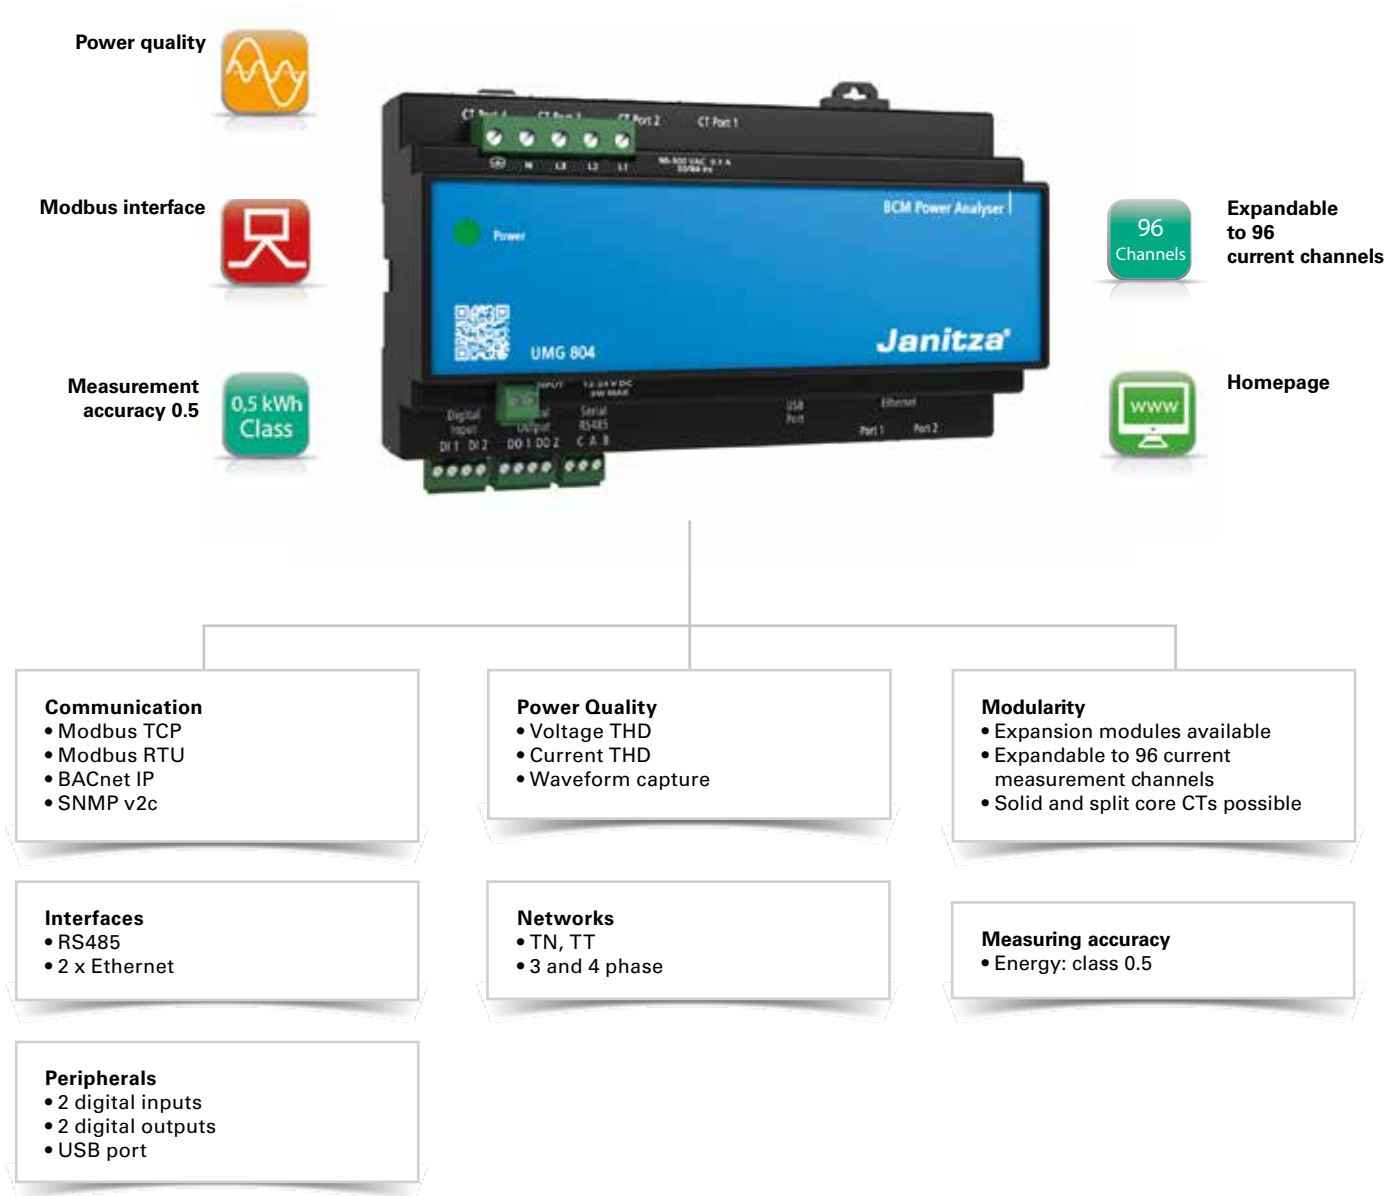 Power quality
Modbus interface
Measurement
accuracy 0.5
0,5 kWh
Class
CT Port 3
CT Port 2
CT Port 1
N L3 L2 L1
BCM Power Analyser
Power
UMG 804
Janitza®
Digital
Input
DI 1 DI 2
Output
DO 1 DO 2
Serial
RS485
C A B
USB
Port
Ethernet
Port 1 Port 2
96
Channels
Expandable
to 96
current channels
www
Homepage
Communication
• Modbus TCP
• Modbus RTU
• BACnet IP
• SNMP v2c
Interfaces
• RS485
• 2 x Ethernet
Peripherals
• 2 digital inputs
• 2 digital outputs
• USB port
Power Quality
• Voltage THD
• Current THD
• Waveform capture
Networks
• TN, TT
• 3 and 4 phase
Modularity
• Expansion modules available
• Expandable to 96 current
measurement channels
• Solid and split core CTs possible
Measuring accuracy
• Energy: class 0.5